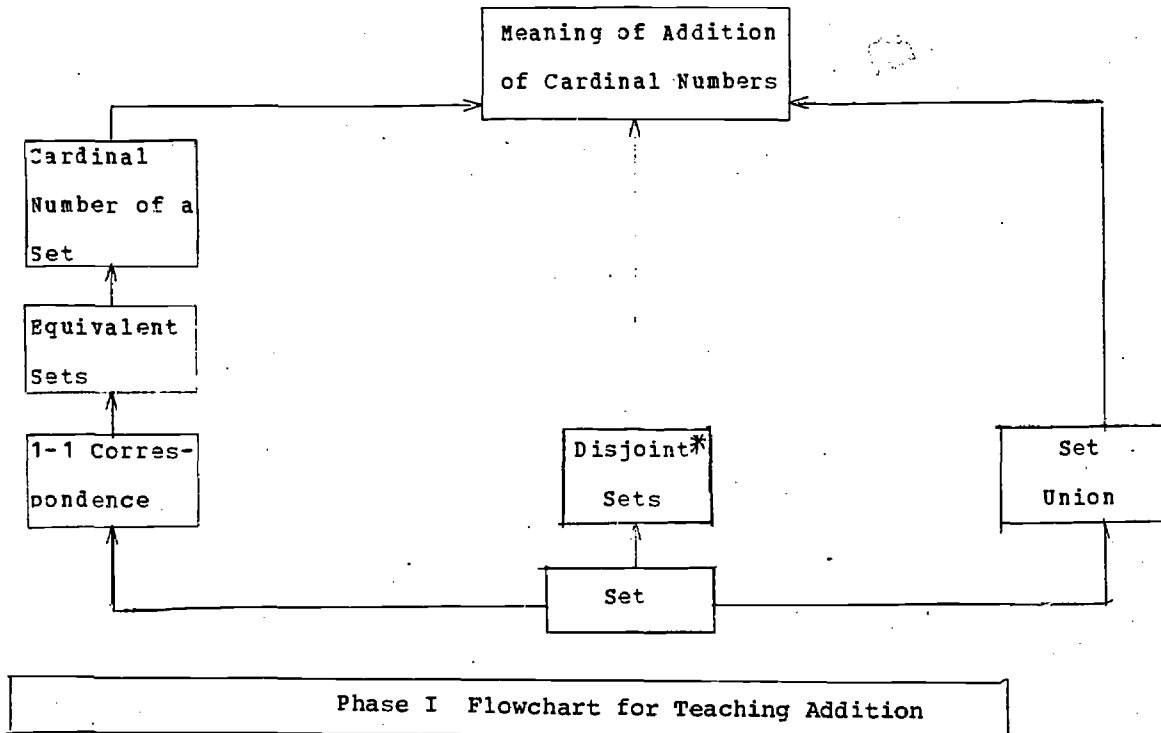 Meaning of Addition
of Cardinal Numbers
Cardinal
Number of a
Set
Equivalent
Sets
1-1 Corres-
pondence
Disjoint*
Sets
Set
Union
Set
Phase I Flowchart for Teaching Addition